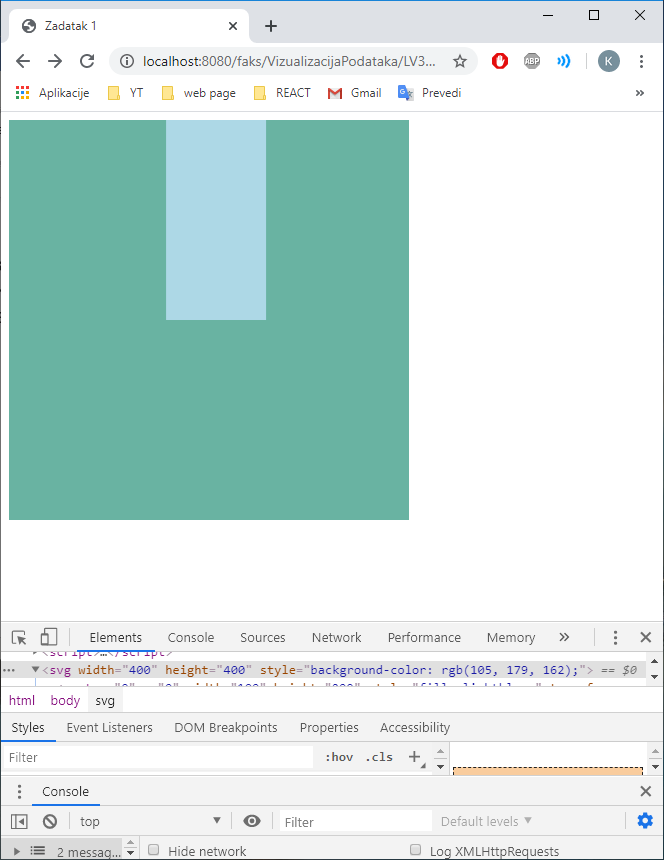 Zadatak 1
localhost:8080/faks/VizualizacijaPodataka/LV3...
ABP
K
Aplikacije YT web page REACT Gmail Prevedi »
Elements Console Sources Network Performance Memory »
<script>…</script>
<svg width="400" height="400" style="background-color: rgb(105, 179, 162);"> == $0
html body svg
Styles Event Listeners DOM Breakpoints Properties Accessibility
Filter :hov .cls +
Console
top Filter Default levels
2 messag... Hide network Log XMLHttpRequests